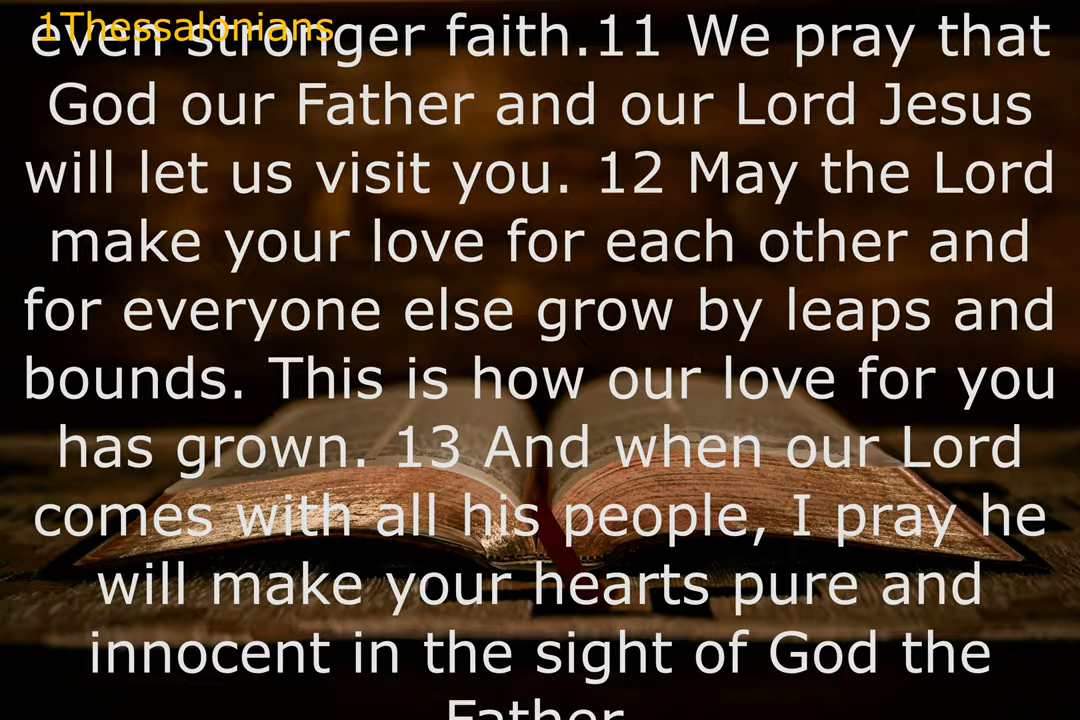 1Thessalonians
even stronger faith.11 We pray that
God our Father and our Lord Jesus
will let us visit you. 12 May the Lord
make your love for each other and
for everyone else grow by leaps and
bounds. This is how our love for you
has grown. 13 And when our Lord
comes with all his people, I pray he
will make your hearts pure and
innocent in the sight of God the
Father